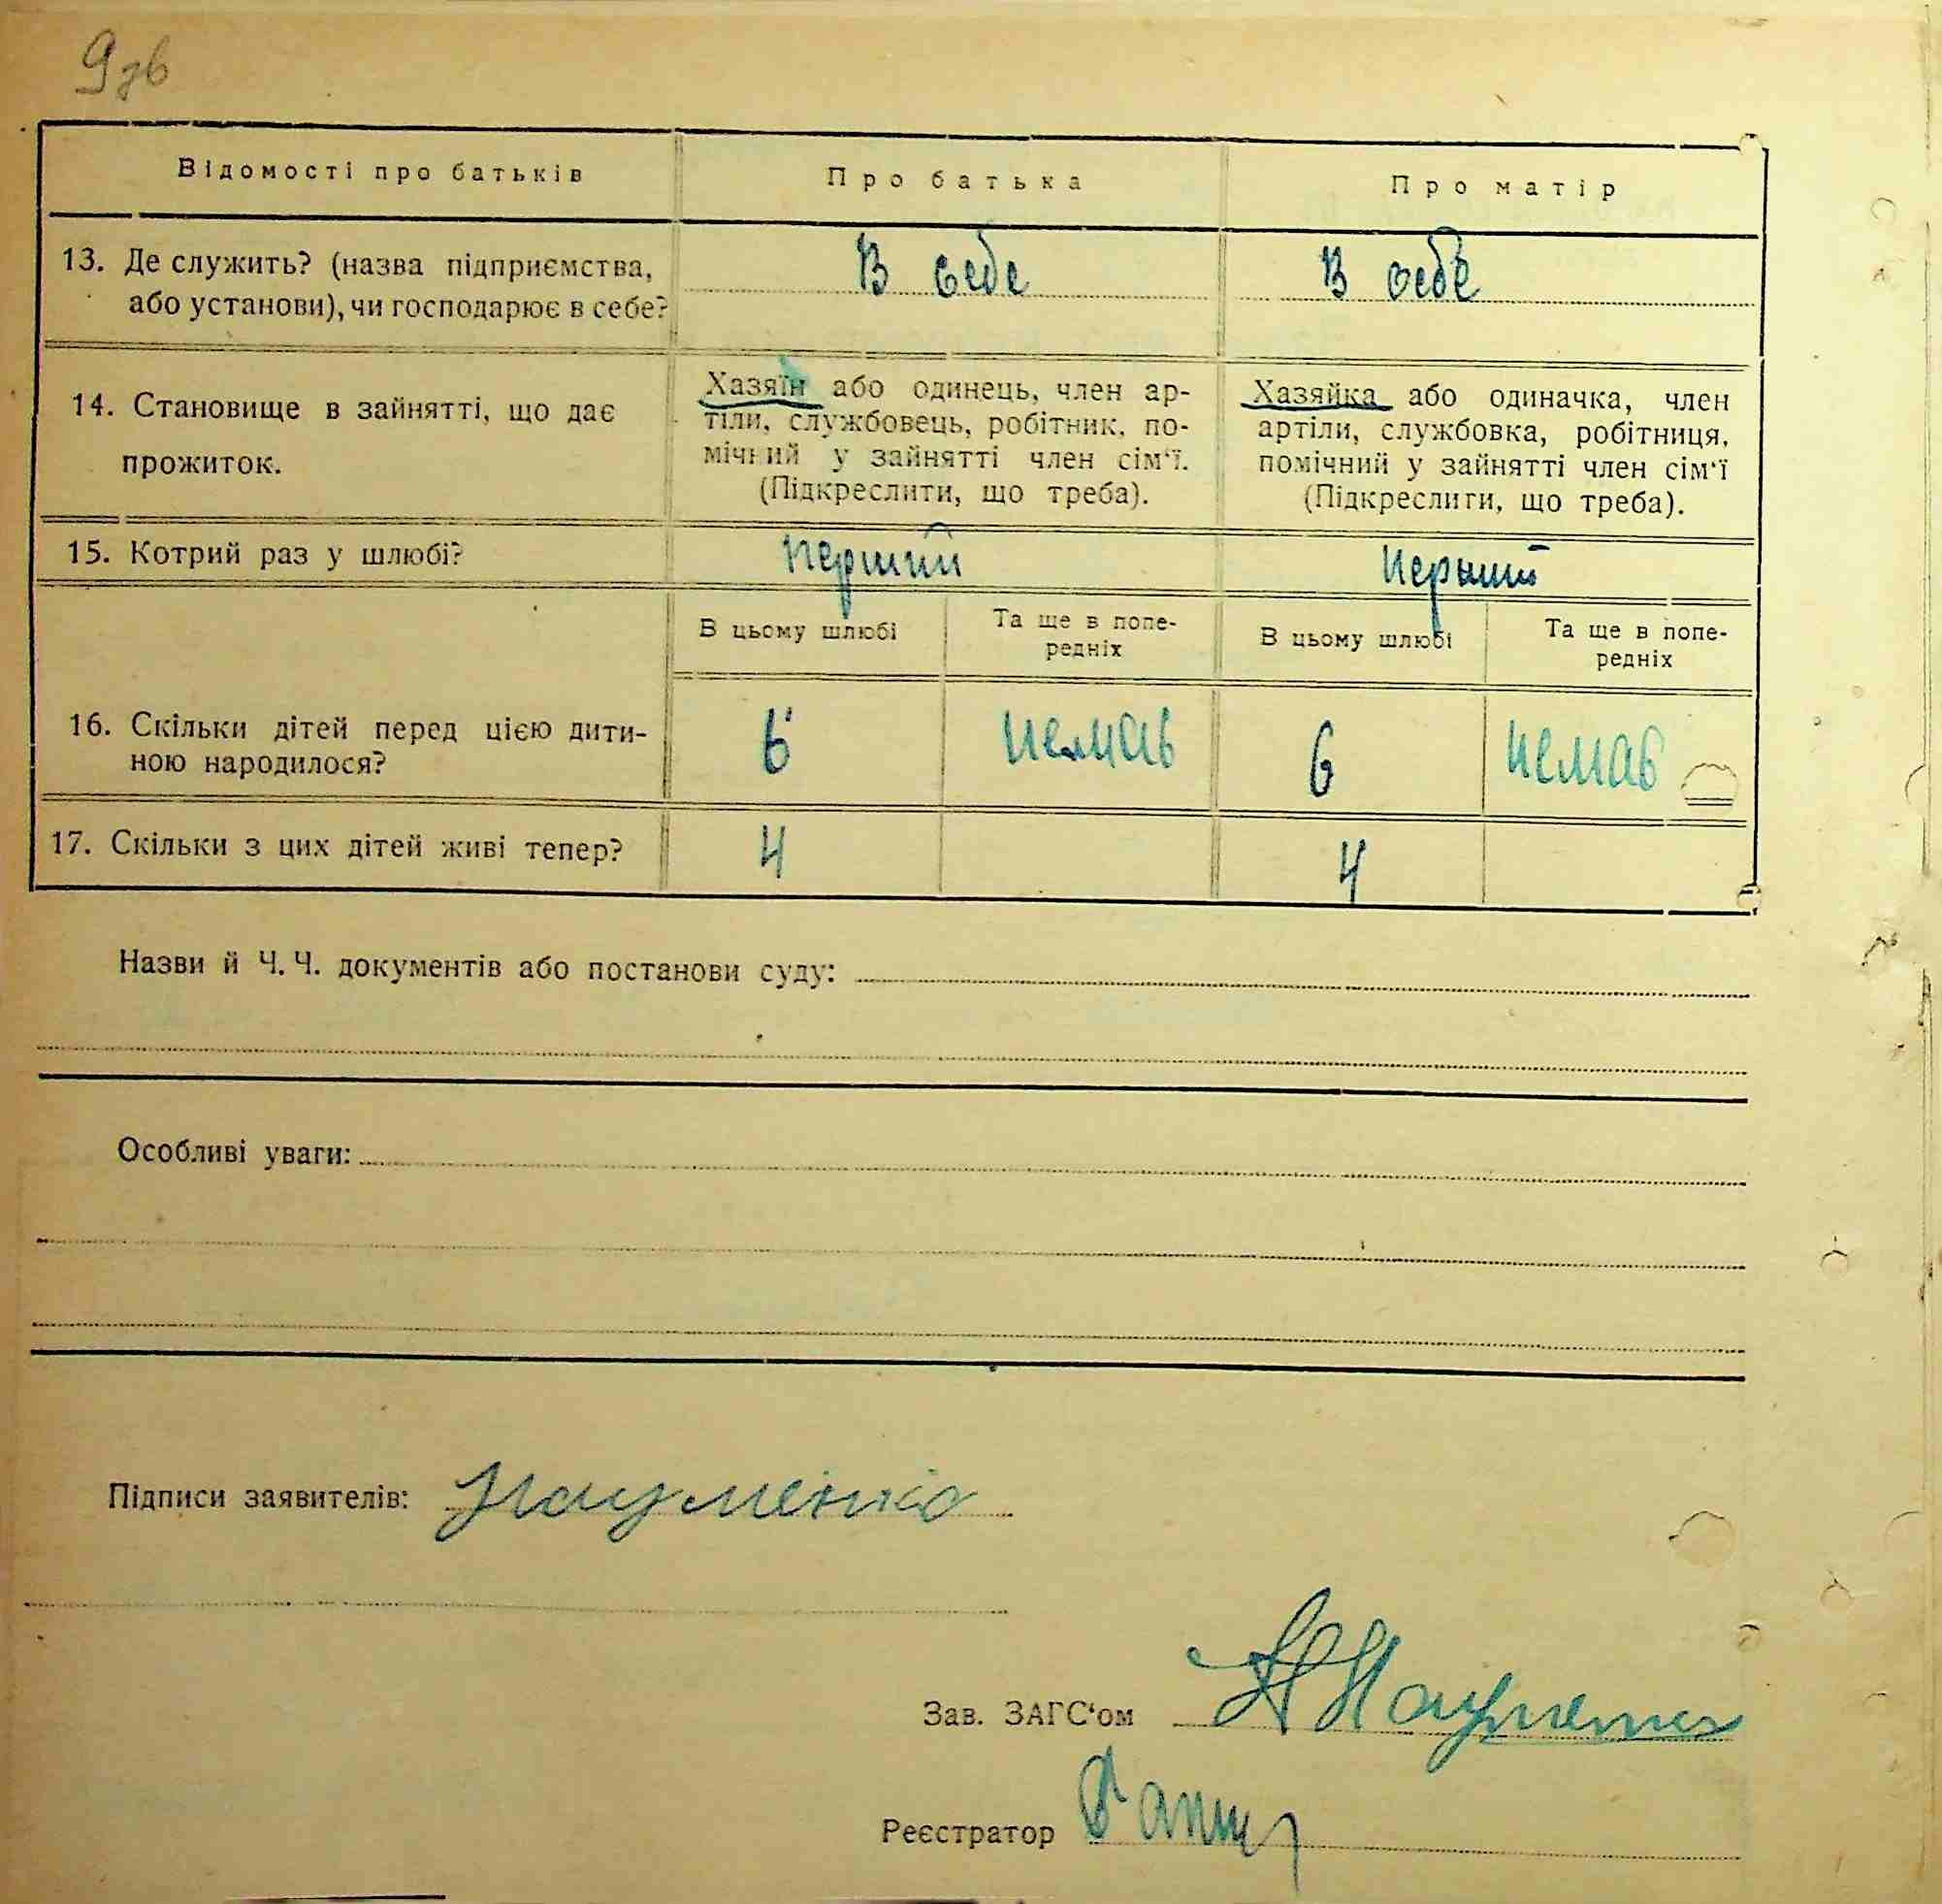 9зв
Відомості про батьків
Про батька
Про матір
13. Де служить? (назва підприємства, або установи), чи господарює в себе?
В себе
В себе
14. Становище в зайнятті, що дає прожиток.
Хазяїн або одинець, член ар-
тіли, службовець, робітник, по-
мічний у зайнятті член сім'ї.
(Підкреслити, що треба).
Хазяйка або одиначка, член
артіли, службовка, робітниця,
помічний у зайнятті член сім'ї
(Підкреслити, що треба).
15. Котрий раз у шлюбі?
Перший
Перший
В цьому шлюбі
Та ще в попе-
редніх
В цьому шлюбі
Та ще в попе-
редніх
16. Скільки дітей перед цією дити-
ною народилося?
6
немає
6
немає
17. Скільки з цих дітей живі тепер?
4
4
Назви й Ч. Ч. документів або постанови суду:
Особливі уваги:
Підписи заявителів: Науменко
Зав. ЗАГС'ом
Реєстратор